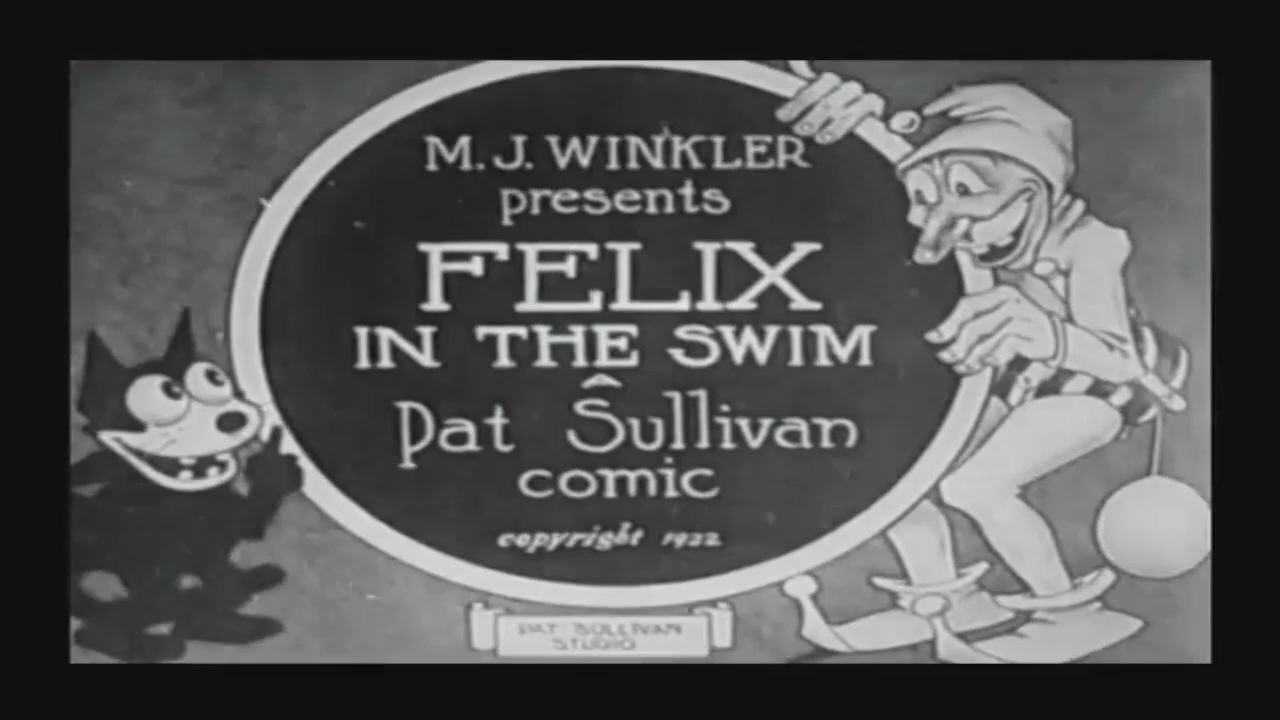 M. J. WINKLER
presents
FELIX
IN THE SWIM
Pat Sullivan
comic
copyright 1922
PAT SULLIVAN
STUDIO